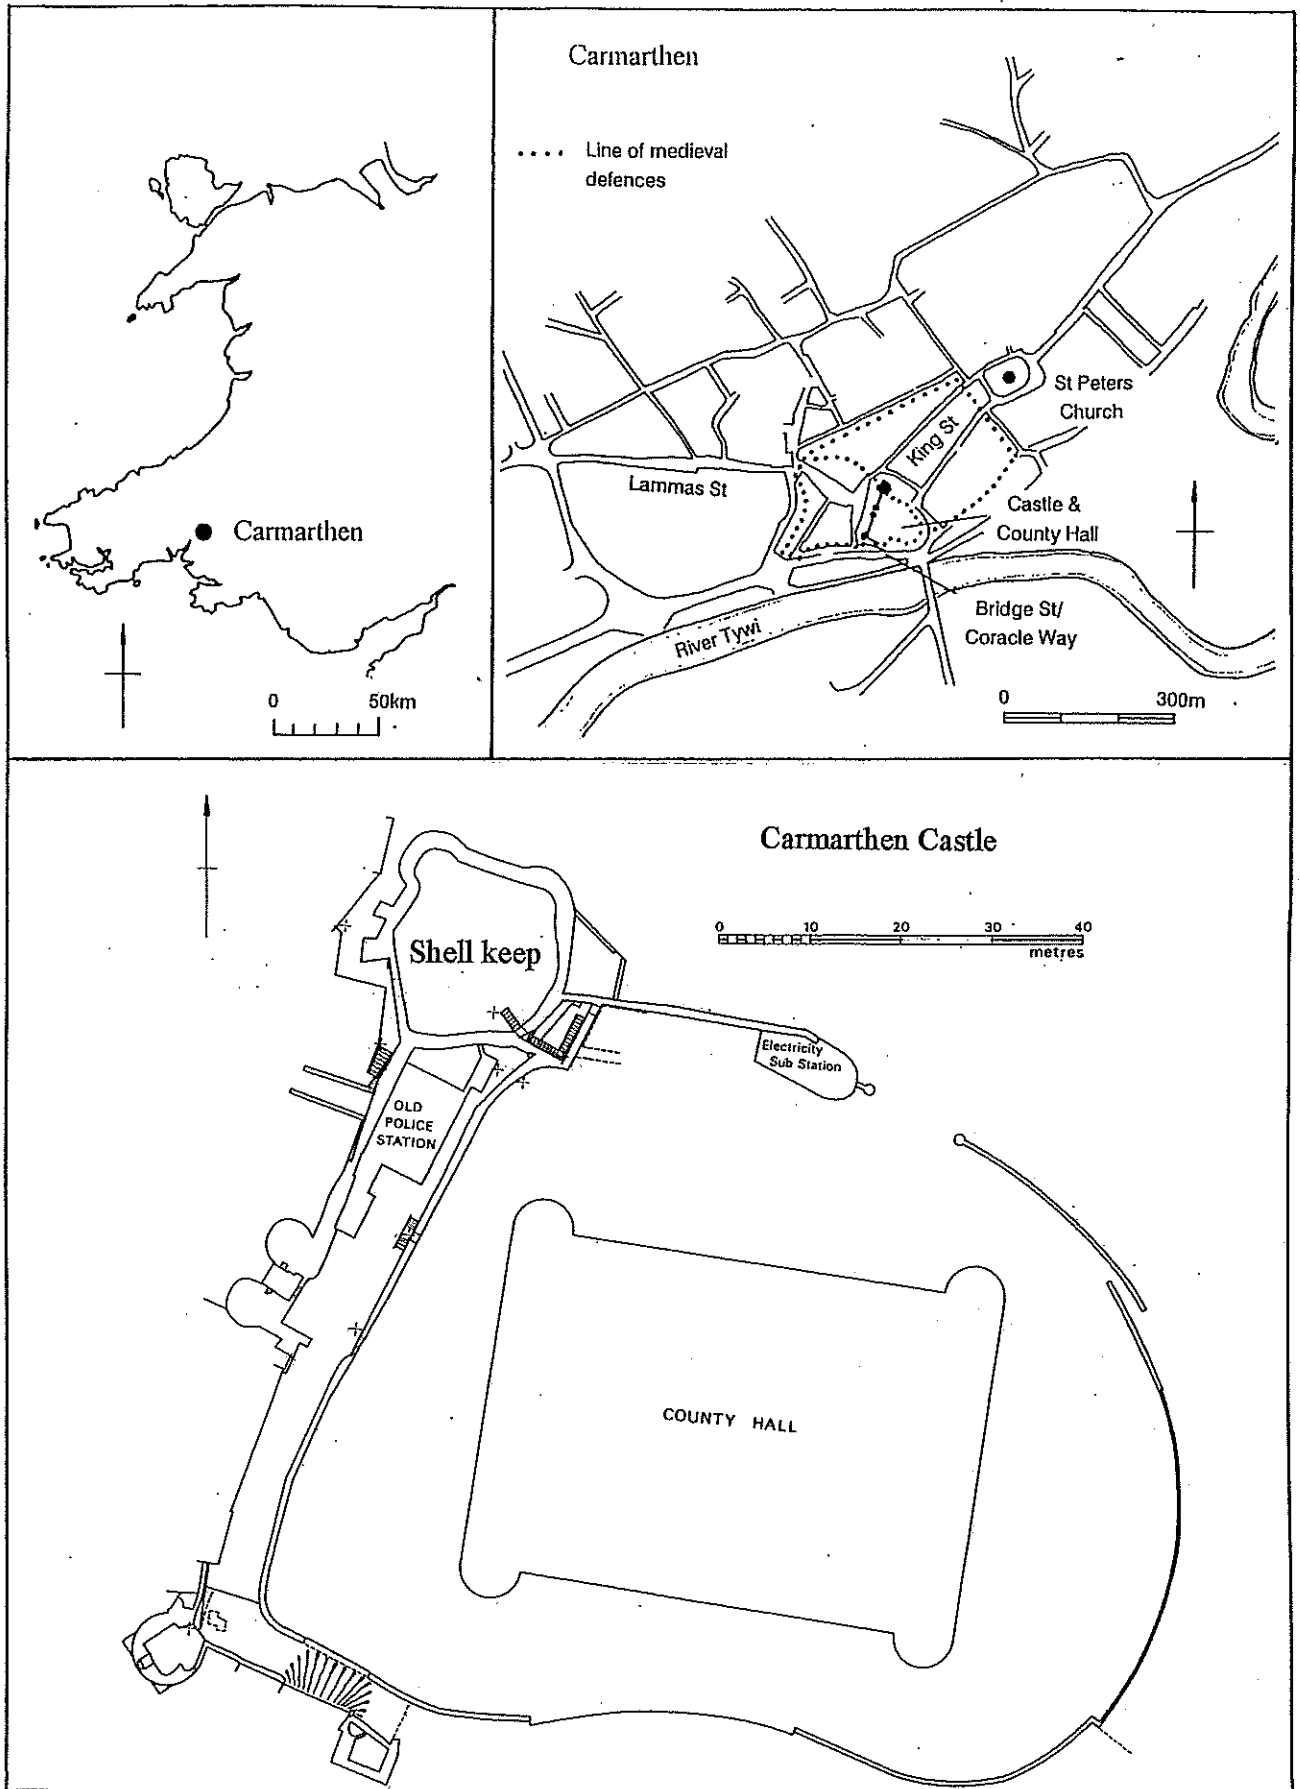 Carmarthen
0 50km
Carmarthen
Line of medieval
defences
St Peters
Church
King St
Lammas St
Castle &
County Hall
Bridge St/
Coracle Way
River Tywi
0 300m
Carmarthen Castle
0 10 20 30 40
metres
Shell keep
Electricity
Sub Station
OLD
POLICE
STATION
COUNTY HALL